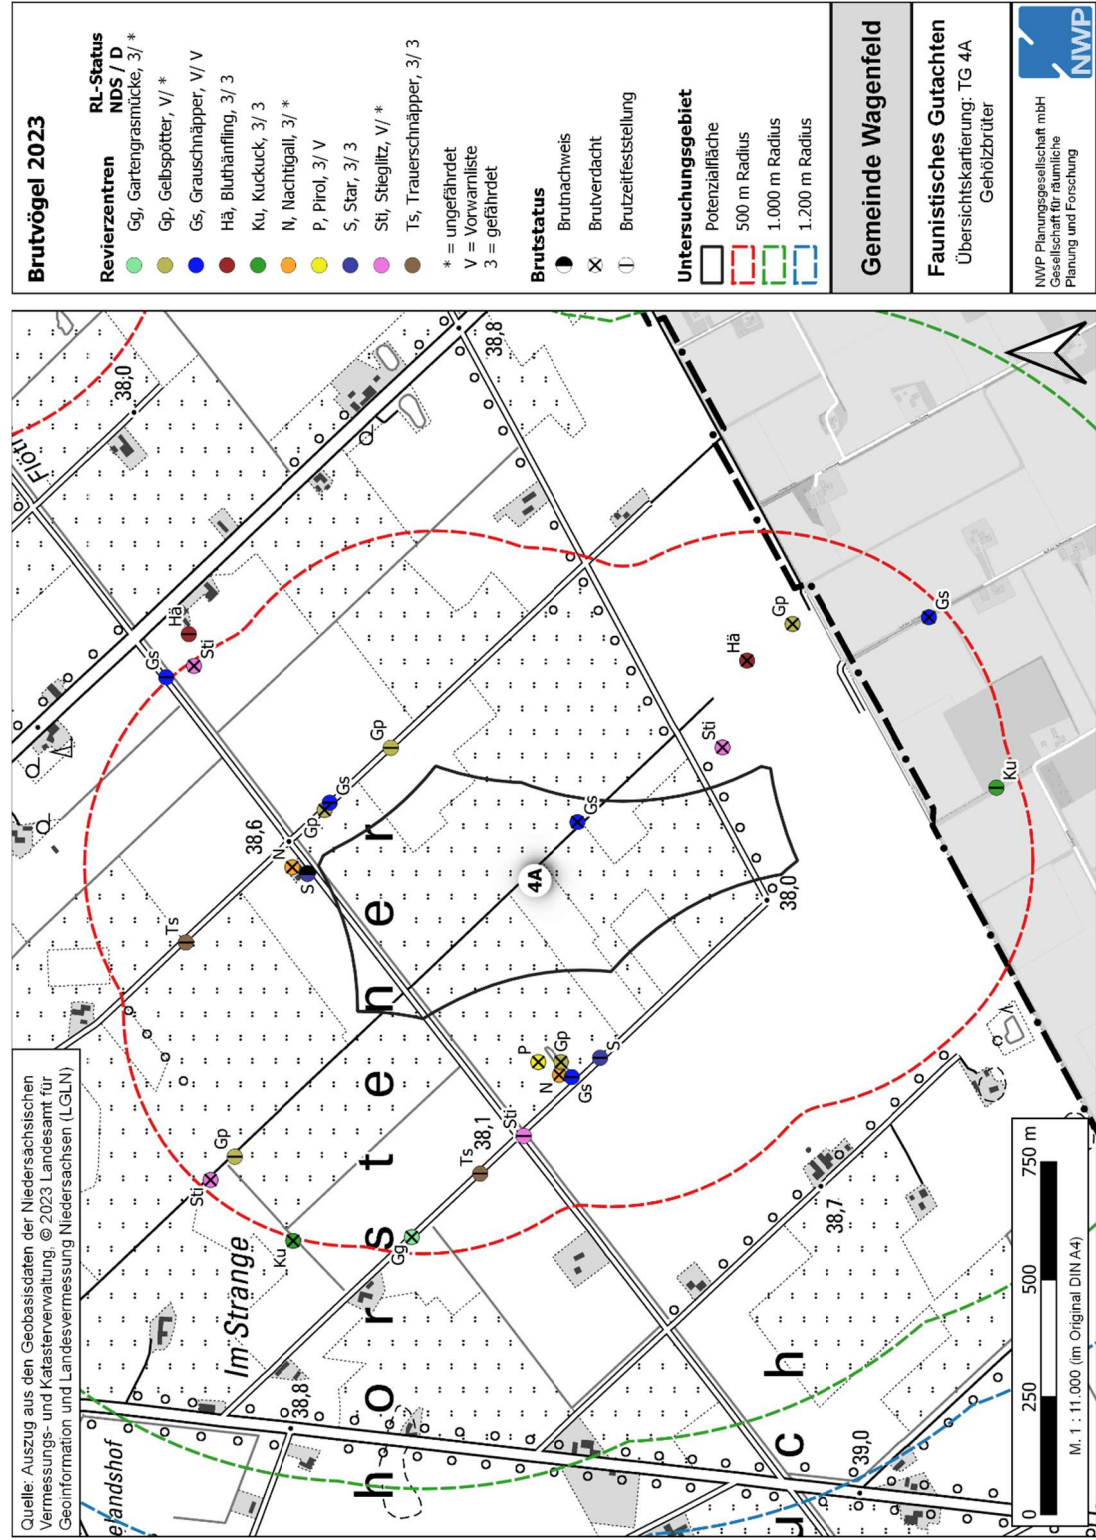 Quelle: Auszug aus den Geobasisdaten der Niedersächsischen
Vermessungs- und Katasterverwaltung, © 2023 Landesamt für
Geoinformation und Landesvermessung Niedersachsen (LGLN)
elandshof
Im Strange
Flötl
38,0
38,6
38,8
38,1
38,0
38,7
38,8
39,0
h o r s t e n e r
u c h
4A
Gs
Hä
Sti
N
S
Gp
Gs
Gp
Ts
Gp
Sti
Ku
Gg
Ts
Sti
P
N
Gp
Gs
S
Gs
Sti
Hä
Gp
Gs
Ku
0 250 500 750 m
M. 1 : 11.000 (im Original DIN A4)
Brutvögel 2023
RL-Status
Revierzentren NDS / D
Gg, Gartengrasmücke, 3/ *
Gp, Gelbspötter, V/ *
Gs, Grauschnäpper, V/ V
Hä, Bluthänfling, 3/ 3
Ku, Kuckuck, 3/ 3
N, Nachtigall, 3/ *
P, Pirol, 3/ V
S, Star, 3/ 3
Sti, Stieglitz, V/ *
Ts, Trauerschnäpper, 3/ 3
* = ungefährdet
V = Vorwarnliste
3 = gefährdet
Brutstatus
Brutnachweis
Brutverdacht
Brutzeitfeststellung
Untersuchungsgebiet
Potenzialfläche
500 m Radius
1.000 m Radius
1.200 m Radius
Gemeinde Wagenfeld
Faunistisches Gutachten
Übersichtskartierung: TG 4A
Gehölzbrüter
NWP Planungsgesellschaft mbH
Gesellschaft für räumliche
Planung und Forschung
NWP